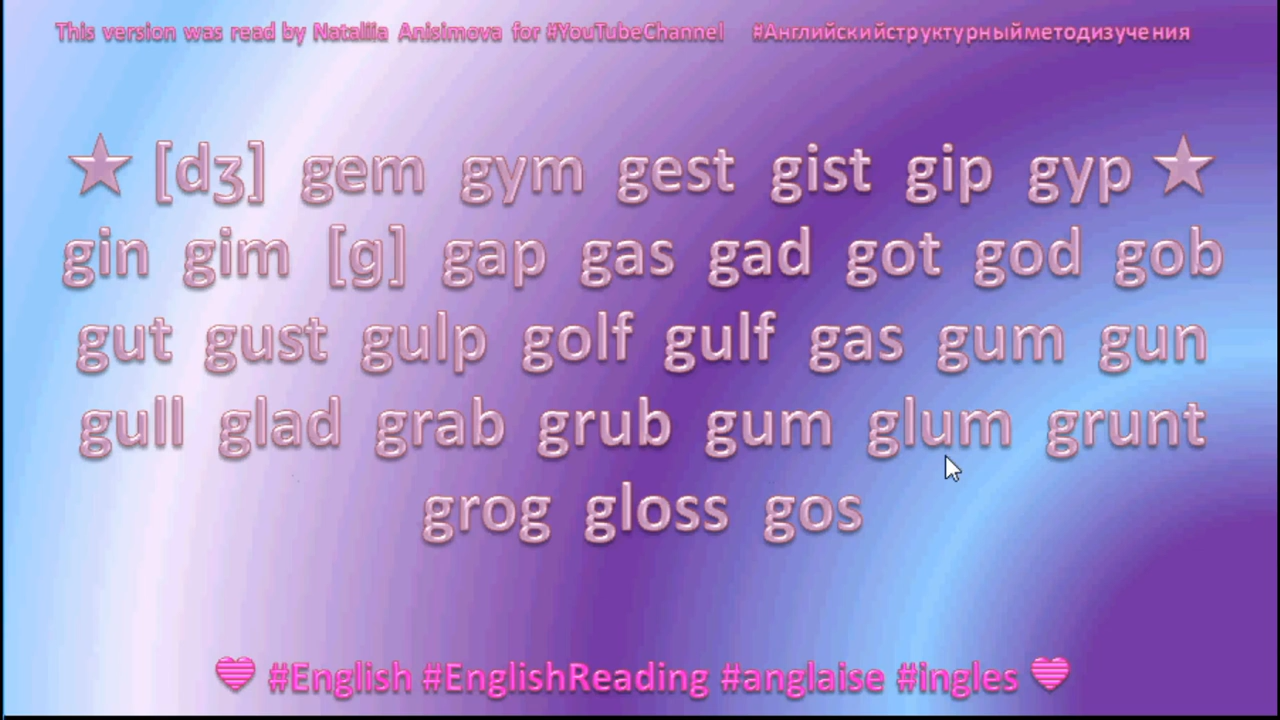 This version was read by Nataliia Anisimova for #YouTubeChannel #Английскийструктурныйметодизучения
★ [dʒ] gem gym gest gist gip gyp ★
gin gim [g] gap gas gad got god gob
gut gust gulp golf gulf gas gum gun
gull glad grab grub gum glum grunt
grog gloss gos
#English #EnglishReading #anglaise #ingles